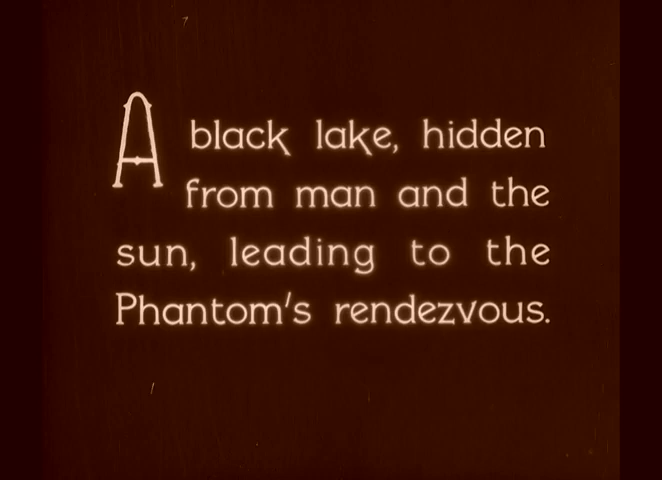 A black lake, hidden
from man and the
sun, leading to the
Phantom's rendezvous.